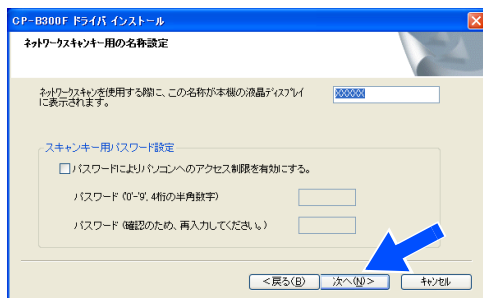 CP-B300F ドライバ インストール
ネットワークスキャンキー用の名称設定
ネットワークスキャンを使用する際に、この名称が本機の液晶ディスプレイ
に表示されます。
XXXXX
スキャンキー用パスワード設定
パスワードによりパソコンへのアクセス制限を有効にする。
パスワード ('0'-'9', 4桁の半角数字)
パスワード (確認のため、再入力してください。)
<戻る(B)
次へ(N)>
キャンセル